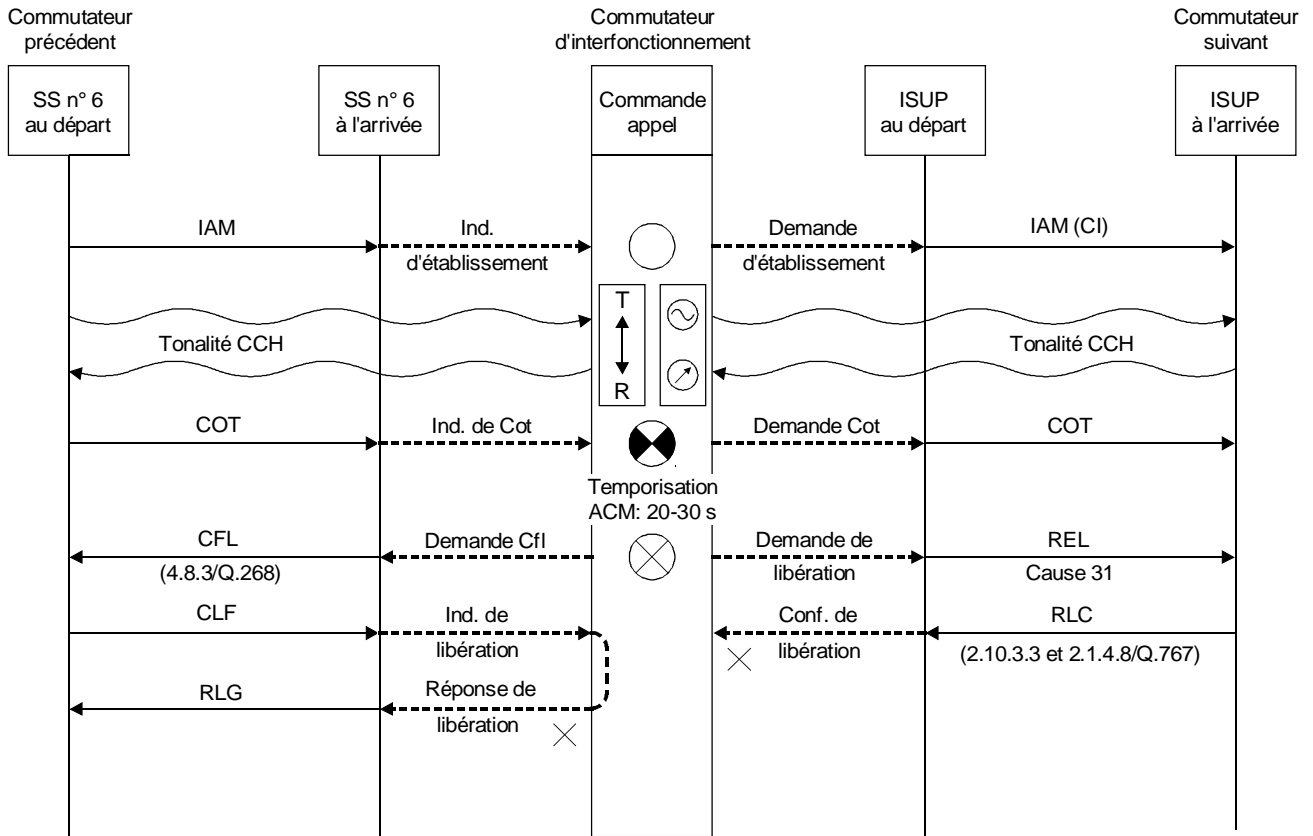 Commutateur
précédent
Commutateur
d'interfonctionnement
Commutateur
suivant
SS n° 6
au départ
SS n° 6
à l'arrivée
Commande
appel
ISUP
au départ
ISUP
à l'arrivée
IAM
Ind.
d'établissement
Demande
d'établissement
IAM (CI)
T
R
Tonalité CCH
Tonalité CCH
COT
Ind. de Cot
Demande Cot
COT
Temporisation
ACM: 20-30 s
CFL
(4.8.3/Q.268)
Demande Cfl
Demande de
libération
REL
Cause 31
CLF
Ind. de
libération
Conf. de
libération
RLC
(2.10.3.3 et 2.1.4.8/Q.767)
RLG
Réponse de
libération